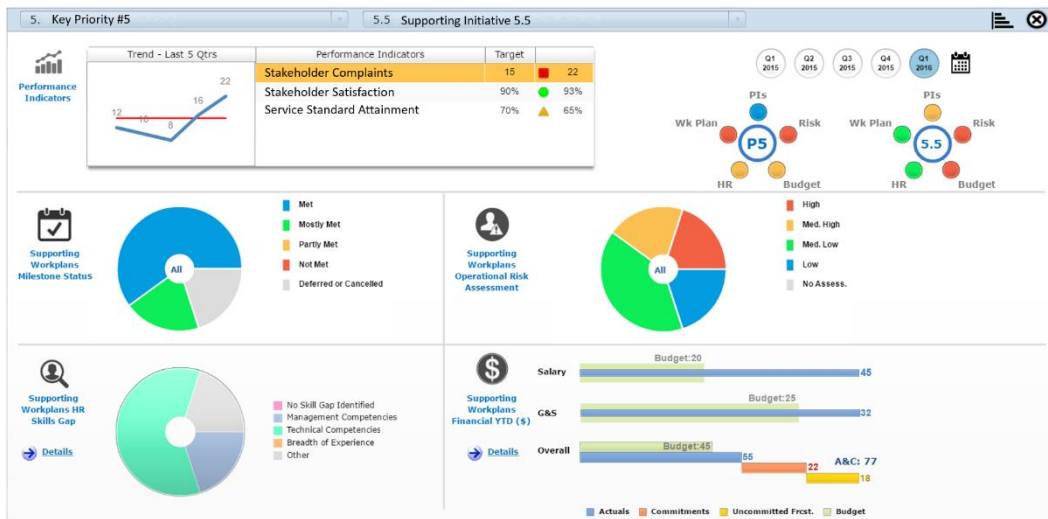 5. Key Priority #5
5.5 Supporting Initiative 5.5
Performance Indicators
Trend - Last 5 Qtrs
12
10
8
16
22
Performance Indicators Target
Stakeholder Complaints 15 22
Stakeholder Satisfaction 90% 93%
Service Standard Attainment 70% 65%
Q1 2015
Q2 2015
Q3 2015
Q4 2015
Q1 2016
PIs
Wk Plan
Risk
P5
HR
Budget
PIs
Wk Plan
Risk
5.5
HR
Budget
Supporting
Workplans
Milestone Status
All
Met
Mostly Met
Partly Met
Not Met
Deferred or Cancelled
Supporting
Workplans
Operational Risk
Assessment
All
High
Med. High
Med. Low
Low
No Assess.
Supporting
Workplans HR
Skills Gap
Details
No Skill Gap Identified
Management Competencies
Technical Competencies
Breadth of Experience
Other
$
Supporting
Workplans
Financial YTD ($)
Details
Budget:20
Salary 45
Budget:25
G&S 32
Budget:45
Overall 55
22
A&C: 77
18
Actuals Commitments Uncommitted Frcst. Budget